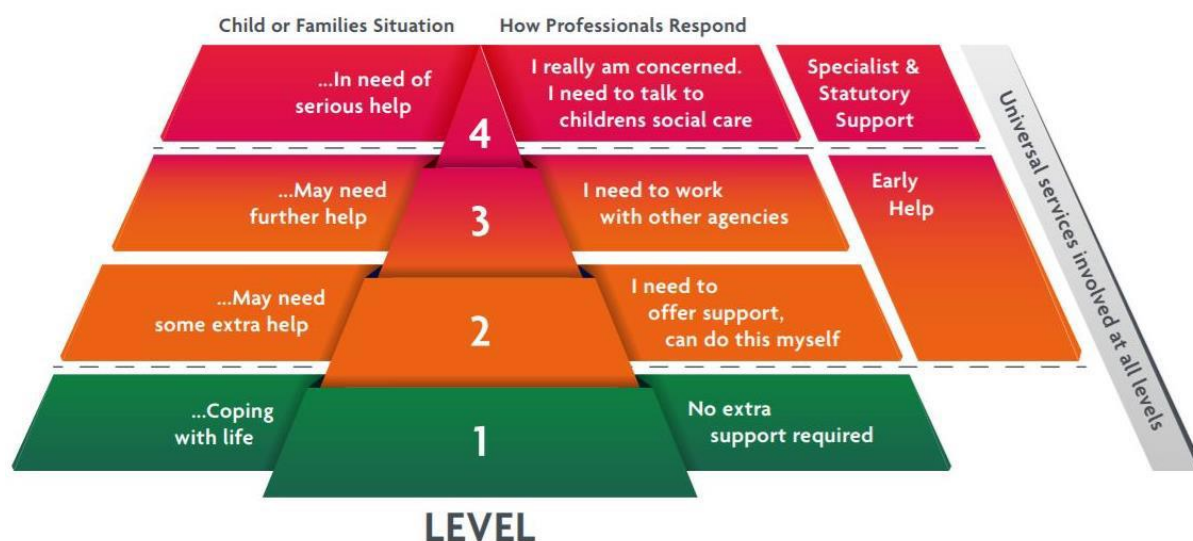 Child or Families Situation
How Professionals Respond
...In need of
serious help
4
I really am concerned.
I need to talk to
childrens social care
Specialist &
Statutory
Support
...May need
further help
3
I need to work
with other agencies
Early
Help
...May need
some extra help
2
I need to
offer support,
can do this myself
...Coping
with life
1
No extra
support required
Universal services involved at all levels
LEVEL